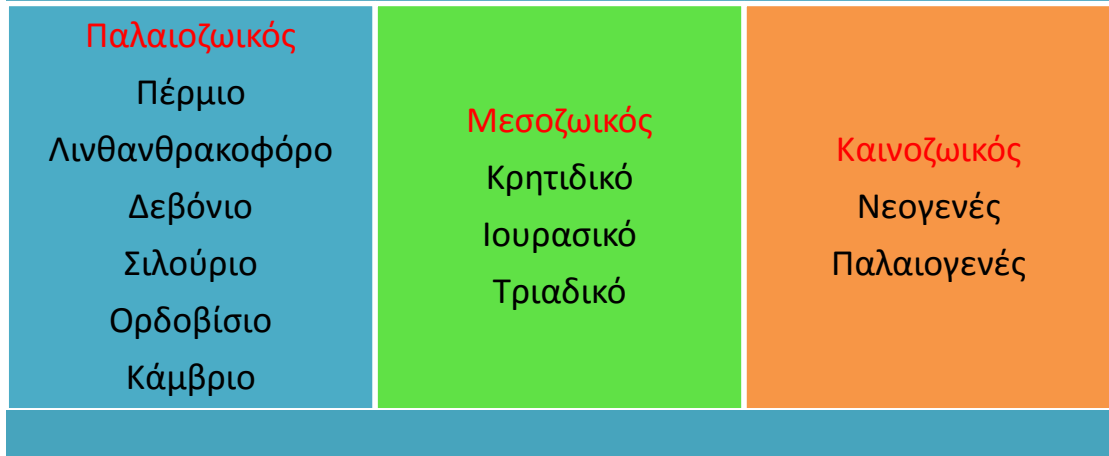 Παλαιοζωικός
Πέρμιο
Λινθανθρακοφόρο
Δεβόνιο
Σιλούριο
Ορδοβίσιο
Κάμβριο
Μεσοζωικός
Κρητιδικό
Ιουρασικό
Τριαδικό
Καινοζωικός
Νεογενές
Παλαιογενές